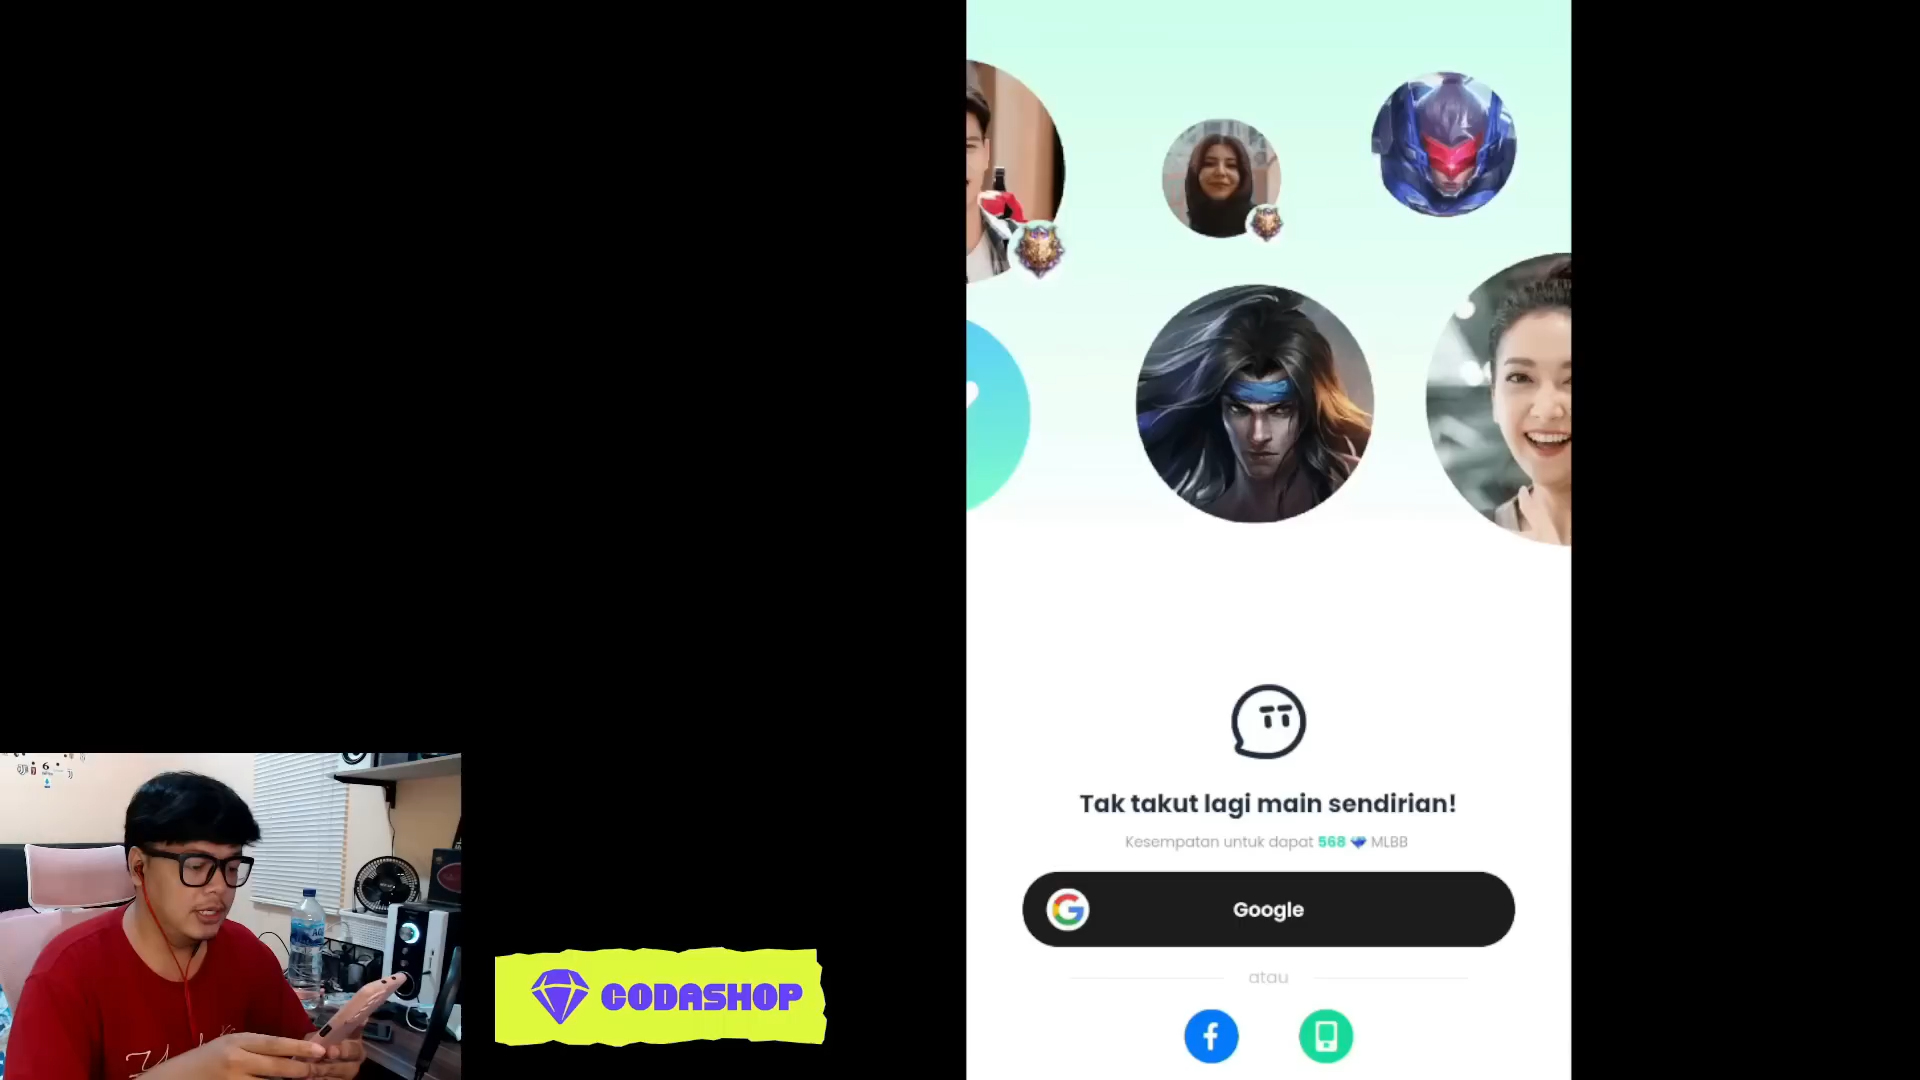 Tak takut lagi main sendirian!
Kesempatan untuk dapat 568 MLBB
Google
atau
CODASHOP